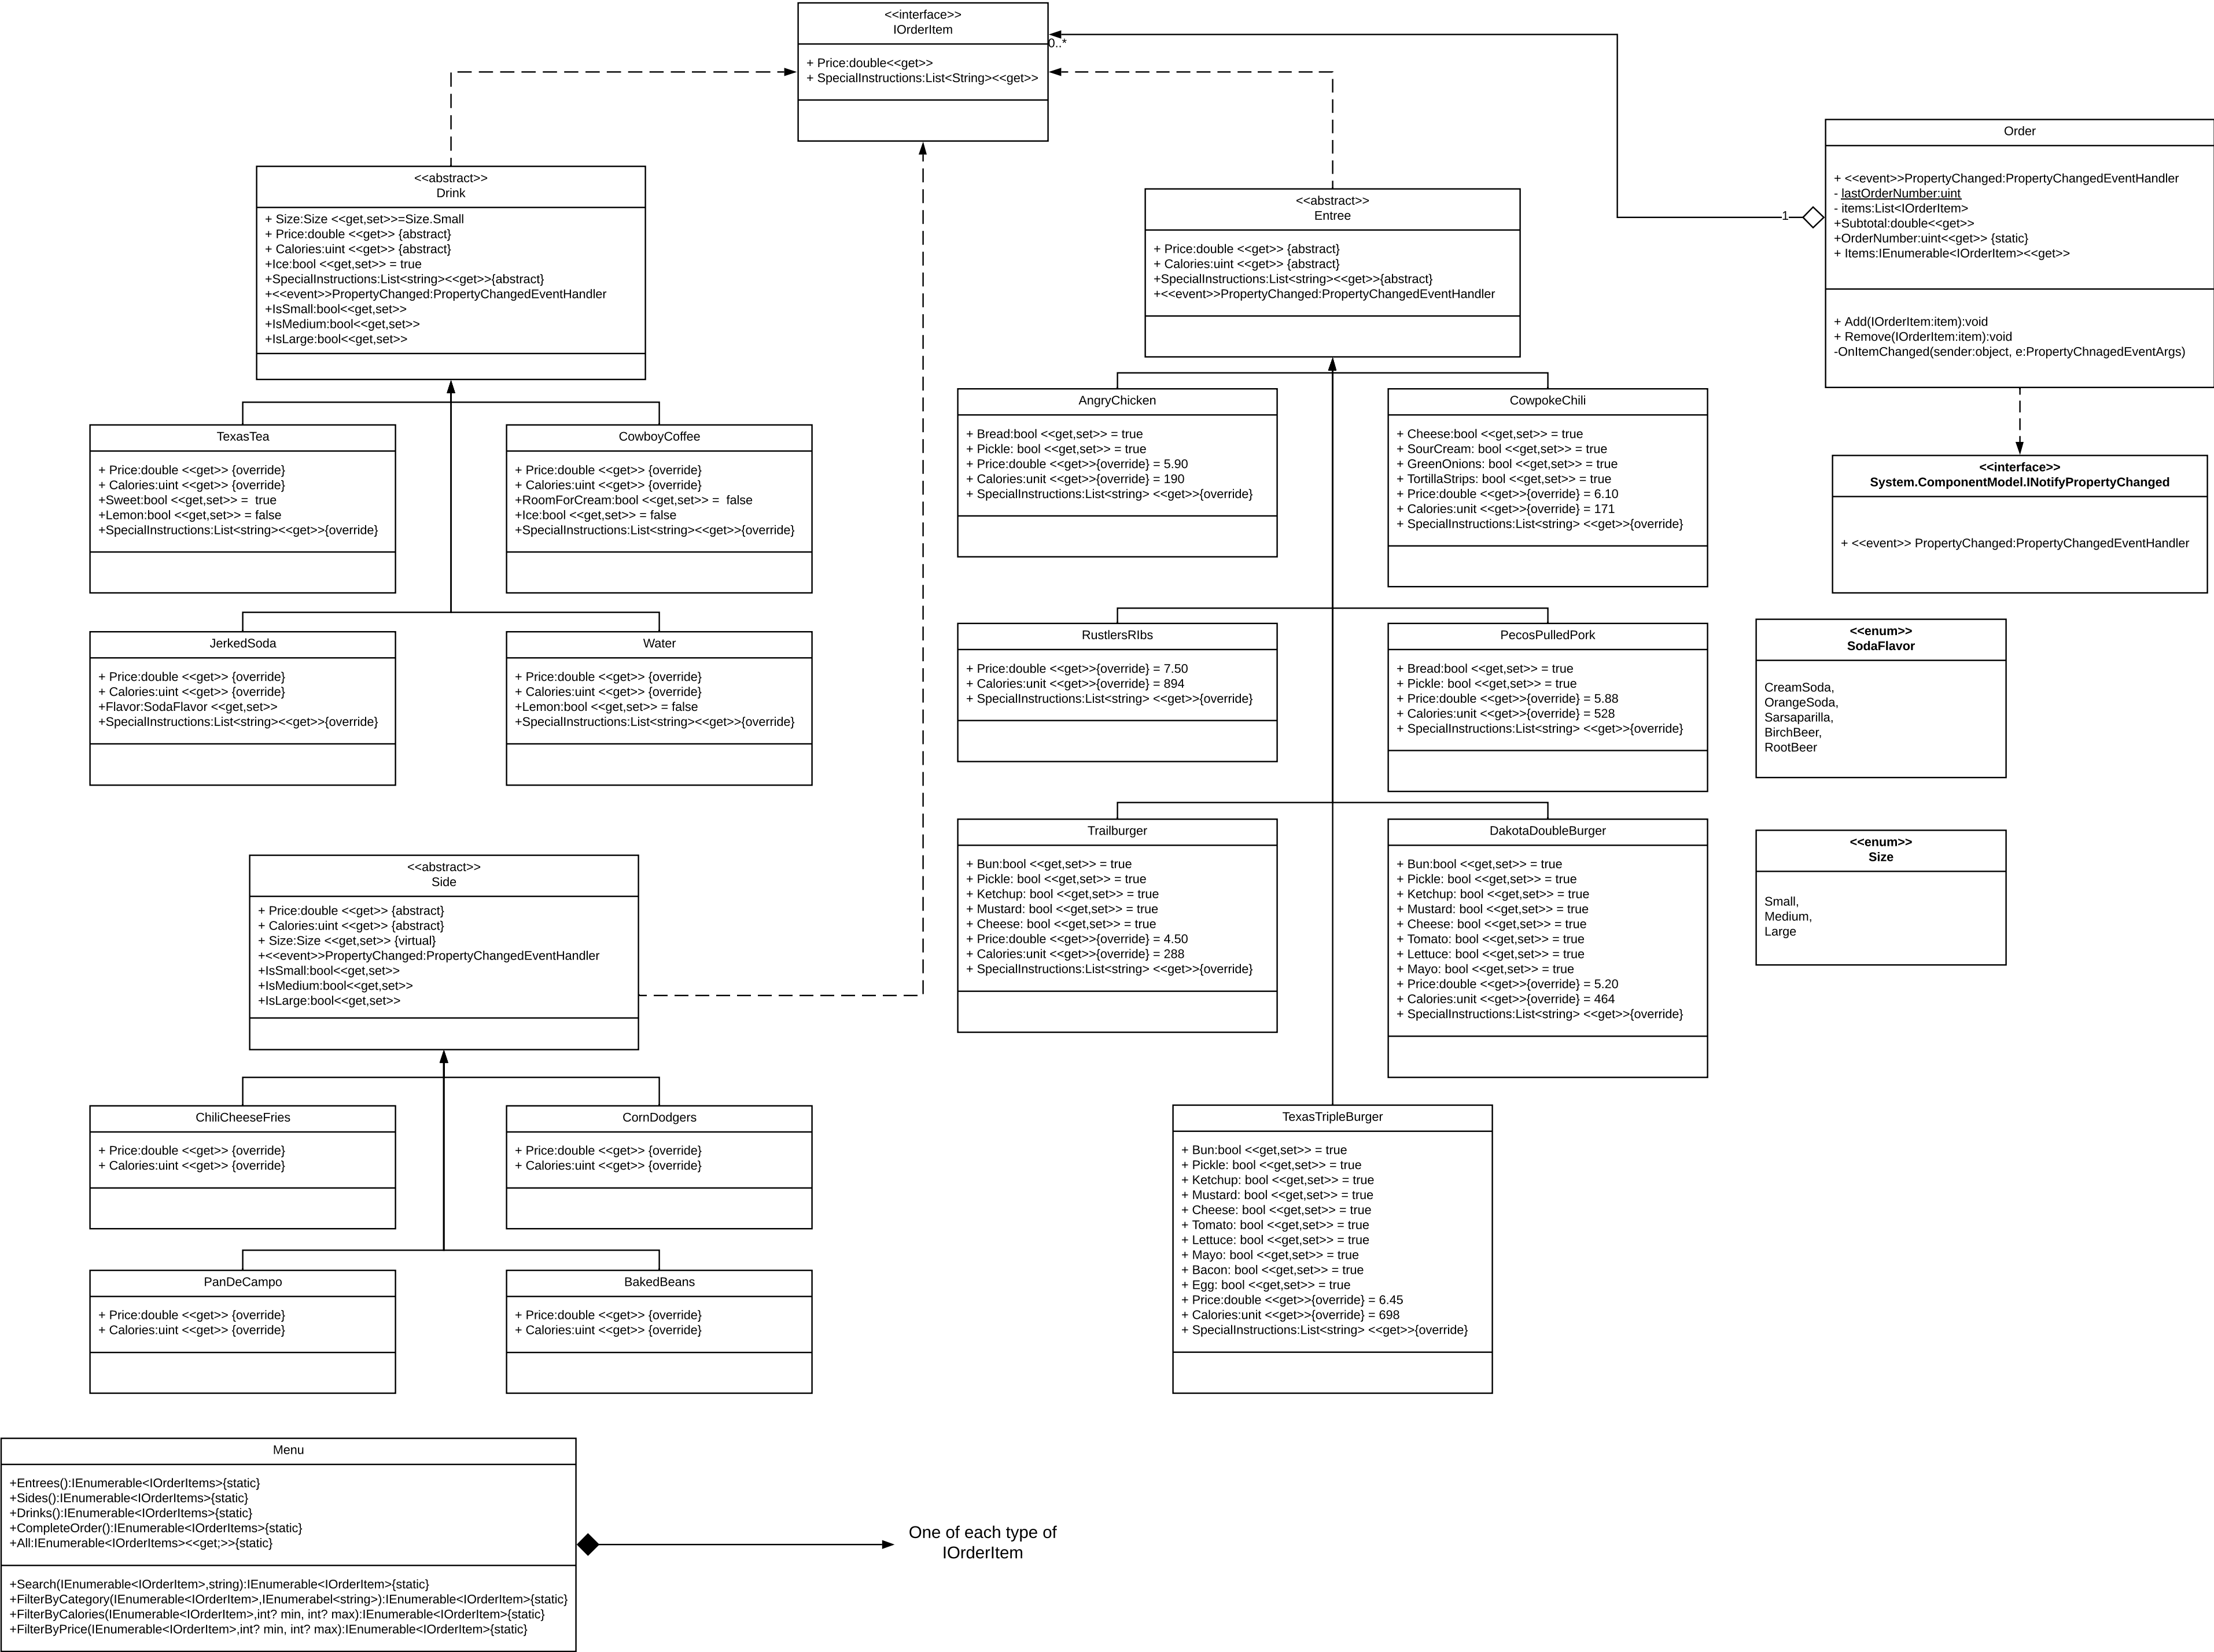 <<interface>>
IOrderItem
+ Price:double<<get>>
+ SpecialInstructions:List<String><<get>>
0..*
1
Order
+ <<event>>PropertyChanged:PropertyChangedEventHandler
- lastOrderNumber:uint
- items:List<IOrderItem>
+Subtotal:double<<get>>
+OrderNumber:uint<<get>> {static}
+ Items:IEnumerable<IOrderItem><<get>>
+ Add(IOrderItem:item):void
+ Remove(IOrderItem:item):void
-OnItemChanged(sender:object, e:PropertyChnagedEventArgs)
<<abstract>>
Drink
+ Size:Size <<get,set>>=Size.Small
+ Price:double <<get>> {abstract}
+ Calories:uint <<get>> {abstract}
+Ice:bool <<get,set>> = true
+SpecialInstructions:List<string><<get>>{abstract}
+<<event>>PropertyChanged:PropertyChangedEventHandler
+IsSmall:bool<<get,set>>
+IsMedium:bool<<get,set>>
+IsLarge:bool<<get,set>>
<<abstract>>
Entree
+ Price:double <<get>> {abstract}
+ Calories:uint <<get>> {abstract}
+SpecialInstructions:List<string><<get>>{abstract}
+<<event>>PropertyChanged:PropertyChangedEventHandler
TexasTea
+ Price:double <<get>> {override}
+ Calories:uint <<get>> {override}
+Sweet:bool <<get,set>> =  true
+Lemon:bool <<get,set>> = false
+SpecialInstructions:List<string><<get>>{override}
CowboyCoffee
+ Price:double <<get>> {override}
+ Calories:uint <<get>> {override}
+RoomForCream:bool <<get,set>> =  false
+Ice:bool <<get,set>> = false
+SpecialInstructions:List<string><<get>>{override}
AngryChicken
+ Bread:bool <<get,set>> = true
+ Pickle: bool <<get,set>> = true
+ Price:double <<get>>{override} = 5.90
+ Calories:unit <<get>>{override} = 190
+ SpecialInstructions:List<string> <<get>>{override}
CowpokeChili
+ Cheese:bool <<get,set>> = true
+ SourCream: bool <<get,set>> = true
+ GreenOnions: bool <<get,set>> = true
+ TortillaStrips: bool <<get,set>> = true
+ Price:double <<get>>{override} = 6.10
+ Calories:unit <<get>>{override} = 171
+ SpecialInstructions:List<string> <<get>>{override}
<<interface>>
System.ComponentModel.INotifyPropertyChanged
+ <<event>> PropertyChanged:PropertyChangedEventHandler
JerkedSoda
+ Price:double <<get>> {override}
+ Calories:uint <<get>> {override}
+Flavor:SodaFlavor <<get,set>>
+SpecialInstructions:List<string><<get>>{override}
Water
+ Price:double <<get>> {override}
+ Calories:uint <<get>> {override}
+Lemon:bool <<get,set>> = false
+SpecialInstructions:List<string><<get>>{override}
RustlersRIbs
+ Price:double <<get>>{override} = 7.50
+ Calories:unit <<get>>{override} = 894
+ SpecialInstructions:List<string> <<get>>{override}
PecosPulledPork
+ Bread:bool <<get,set>> = true
+ Pickle: bool <<get,set>> = true
+ Price:double <<get>>{override} = 5.88
+ Calories:unit <<get>>{override} = 528
+ SpecialInstructions:List<string> <<get>>{override}
<<enum>>
SodaFlavor
CreamSoda,
OrangeSoda,
Sarsaparilla,
BirchBeer,
RootBeer
Trailburger
+ Bun:bool <<get,set>> = true
+ Pickle: bool <<get,set>> = true
+ Ketchup: bool <<get,set>> = true
+ Mustard: bool <<get,set>> = true
+ Cheese: bool <<get,set>> = true
+ Price:double <<get>>{override} = 4.50
+ Calories:unit <<get>>{override} = 288
+ SpecialInstructions:List<string> <<get>>{override}
DakotaDoubleBurger
+ Bun:bool <<get,set>> = true
+ Pickle: bool <<get,set>> = true
+ Ketchup: bool <<get,set>> = true
+ Mustard: bool <<get,set>> = true
+ Cheese: bool <<get,set>> = true
+ Tomato: bool <<get,set>> = true
+ Lettuce: bool <<get,set>> = true
+ Mayo: bool <<get,set>> = true
+ Price:double <<get>>{override} = 5.20
+ Calories:unit <<get>>{override} = 464
+ SpecialInstructions:List<string> <<get>>{override}
<<enum>>
Size
Small,
Medium,
Large
<<abstract>>
Side
+ Price:double <<get>> {abstract}
+ Calories:uint <<get>> {abstract}
+ Size:Size <<get,set>> {virtual}
+<<event>>PropertyChanged:PropertyChangedEventHandler
+IsSmall:bool<<get,set>>
+IsMedium:bool<<get,set>>
+IsLarge:bool<<get,set>>
ChiliCheeseFries
+ Price:double <<get>> {override}
+ Calories:uint <<get>> {override}
CornDodgers
+ Price:double <<get>> {override}
+ Calories:uint <<get>> {override}
TexasTripleBurger
+ Bun:bool <<get,set>> = true
+ Pickle: bool <<get,set>> = true
+ Ketchup: bool <<get,set>> = true
+ Mustard: bool <<get,set>> = true
+ Cheese: bool <<get,set>> = true
+ Tomato: bool <<get,set>> = true
+ Lettuce: bool <<get,set>> = true
+ Mayo: bool <<get,set>> = true
+ Bacon: bool <<get,set>> = true
+ Egg: bool <<get,set>> = true
+ Price:double <<get>>{override} = 6.45
+ Calories:unit <<get>>{override} = 698
+ SpecialInstructions:List<string> <<get>>{override}
PanDeCampo
+ Price:double <<get>> {override}
+ Calories:uint <<get>> {override}
BakedBeans
+ Price:double <<get>> {override}
+ Calories:uint <<get>> {override}
Menu
+Entrees():IEnumerable<IOrderItems>{static}
+Sides():IEnumerable<IOrderItems>{static}
+Drinks():IEnumerable<IOrderItems>{static}
+CompleteOrder():IEnumerable<IOrderItems>{static}
+All:IEnumerable<IOrderItems><<get;>>{static}
+Search(IEnumerable<IOrderItem>,string):IEnumerable<IOrderItem>{static}
+FilterByCategory(IEnumerable<IOrderItem>,IEnumerabel<string>):IEnumerable<IOrderItem>{static}
+FilterByCalories(IEnumerable<IOrderItem>,int? min, int? max):IEnumerable<IOrderItem>{static}
+FilterByPrice(IEnumerable<IOrderItem>,int? min, int? max):IEnumerable<IOrderItem>{static}
One of each type of
IOrderItem